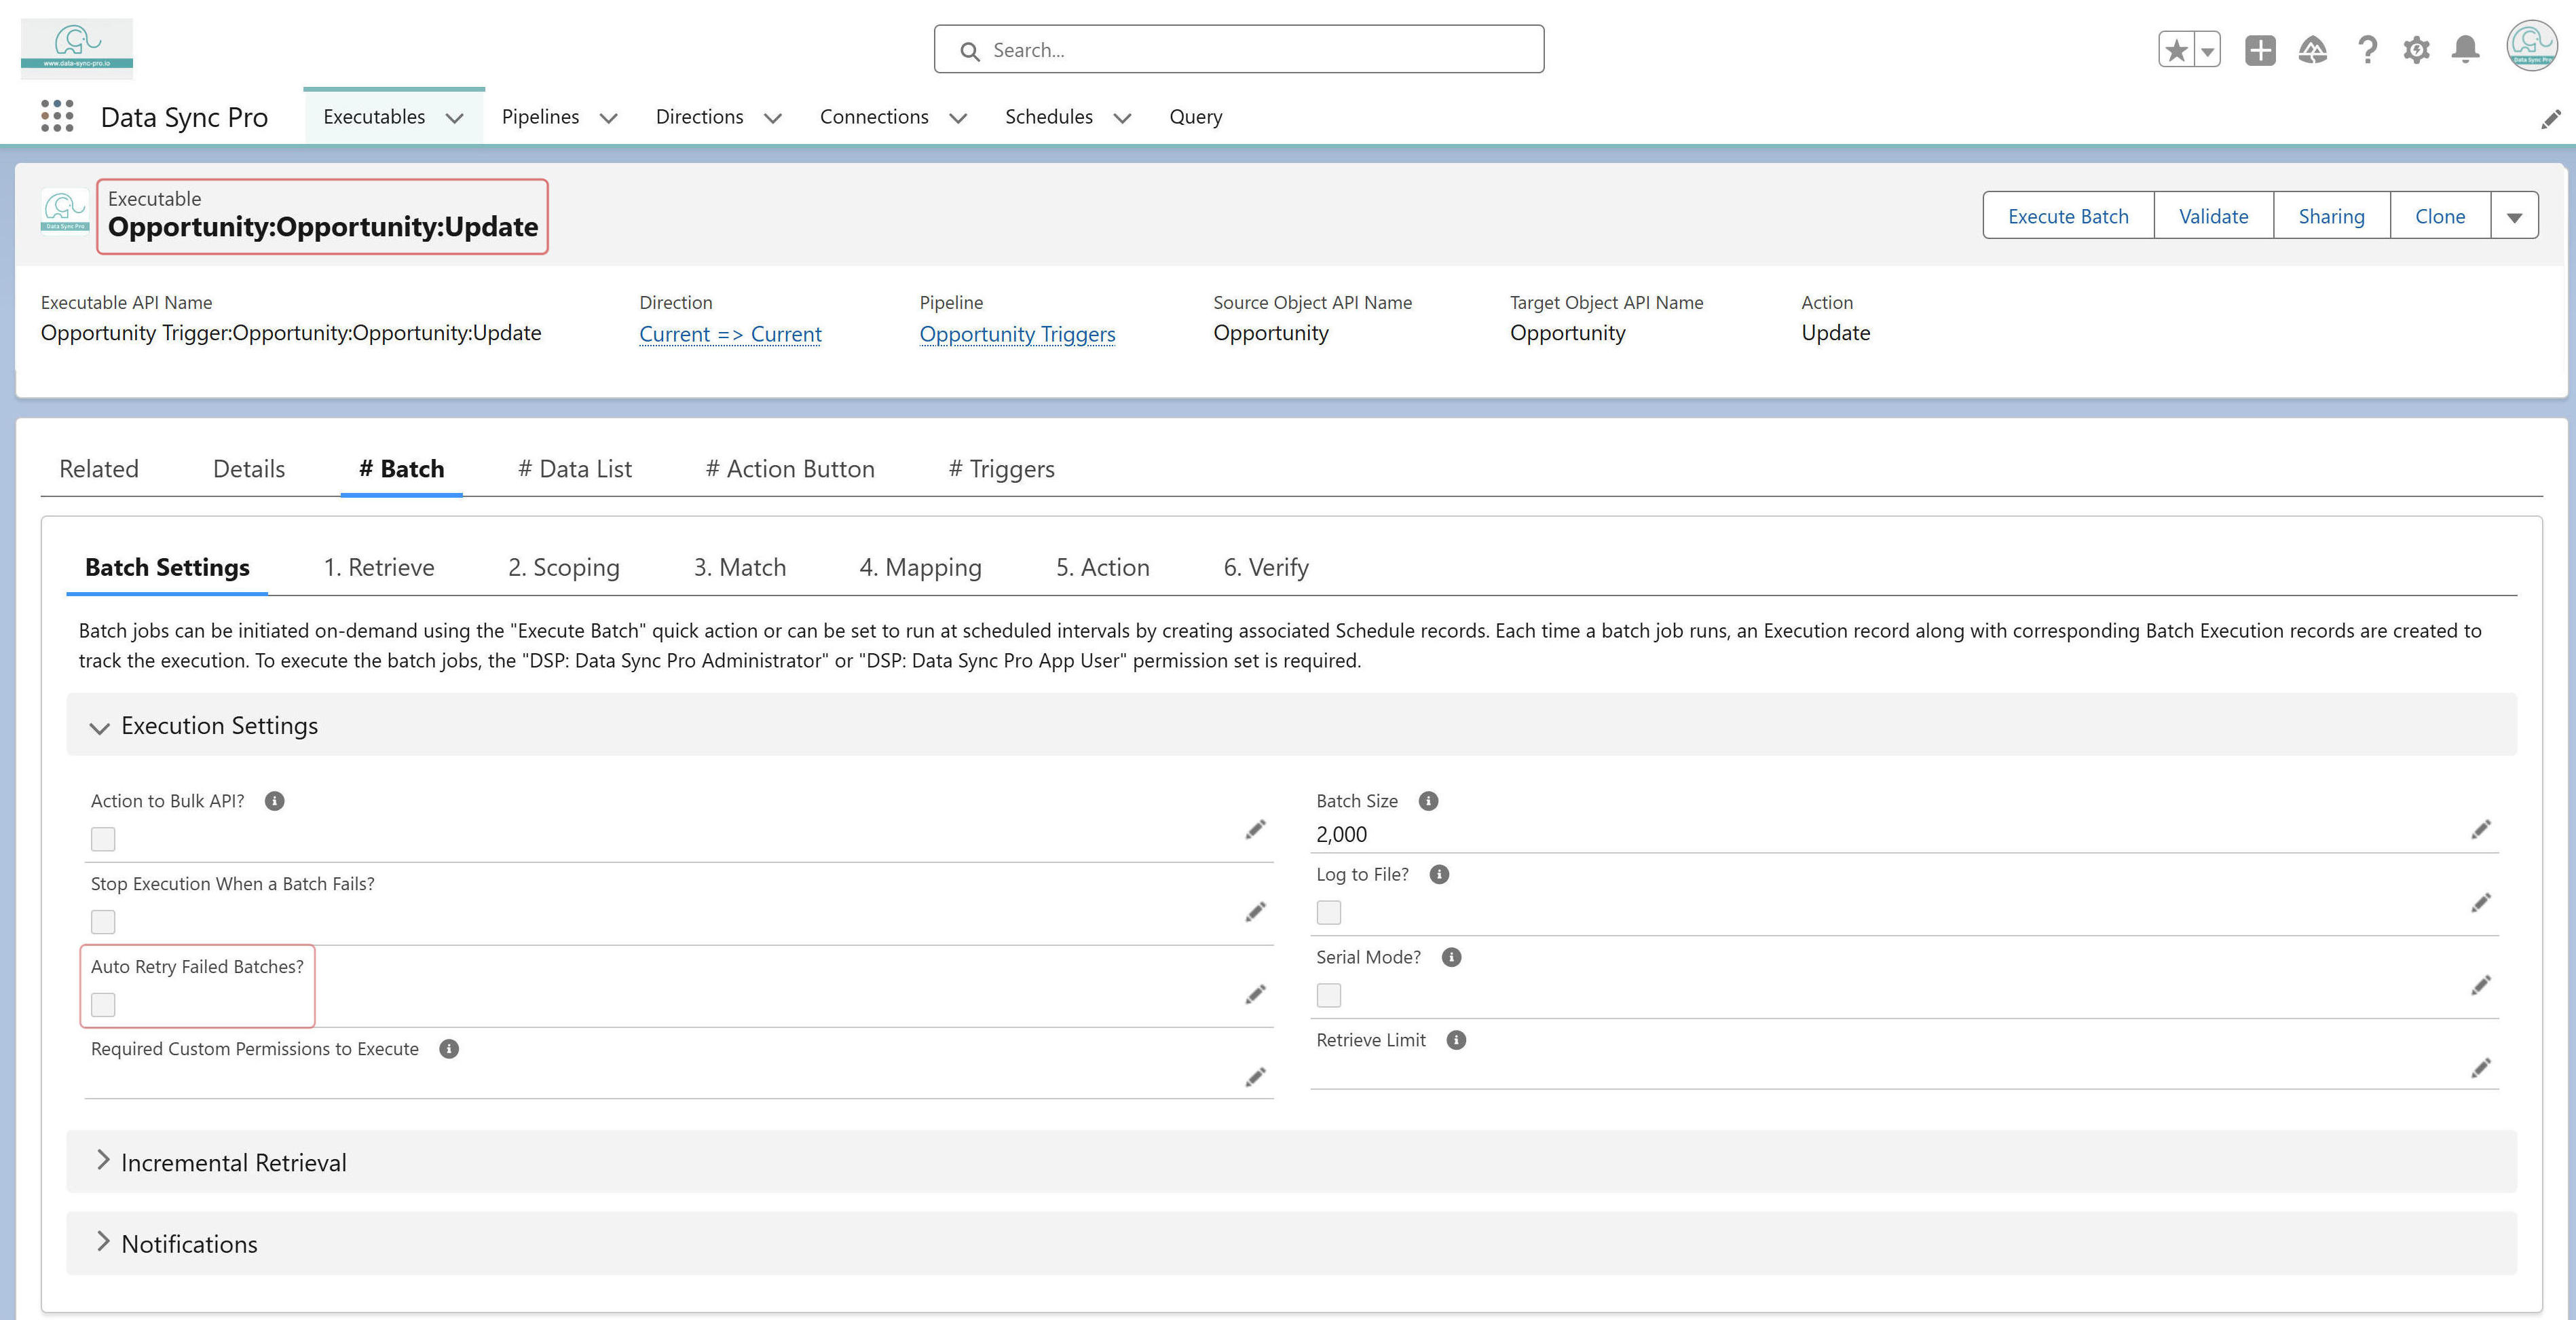 www.data-sync-pro.io
Search...
Data Sync Pro
Data Sync Pro
Executables
Pipelines
Directions
Connections
Schedules
Query
Data Sync Pro
Executable
Opportunity:Opportunity:Update
Execute Batch
Validate
Sharing
Clone
Executable API Name
Opportunity Trigger:Opportunity:Opportunity:Update
Direction
Current => Current
Pipeline
Opportunity Triggers
Source Object API Name
Opportunity
Target Object API Name
Opportunity
Action
Update
Related
Details
# Batch
# Data List
# Action Button
# Triggers
Batch Settings
1. Retrieve
2. Scoping
3. Match
4. Mapping
5. Action
6. Verify
Batch jobs can be initiated on-demand using the "Execute Batch" quick action or can be set to run at scheduled intervals by creating associated Schedule records. Each time a batch job runs, an Execution record along with corresponding Batch Execution records are created to
track the execution. To execute the batch jobs, the "DSP: Data Sync Pro Administrator" or "DSP: Data Sync Pro App User" permission set is required.
Execution Settings
Action to Bulk API?
Batch Size
2,000
Stop Execution When a Batch Fails?
Log to File?
Auto Retry Failed Batches?
Serial Mode?
Required Custom Permissions to Execute
Retrieve Limit
Incremental Retrieval
Notifications